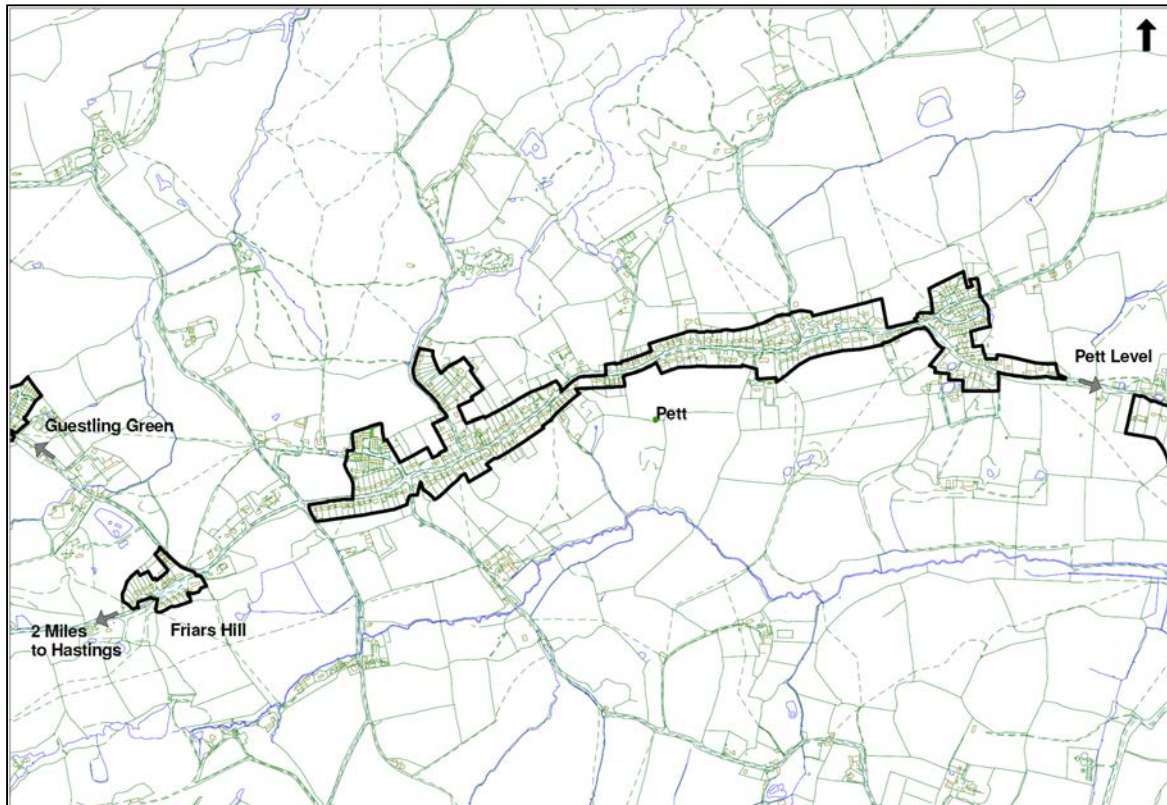 Pett Level
Guestling Green
Pett
Friars Hill
2 Miles
to Hastings